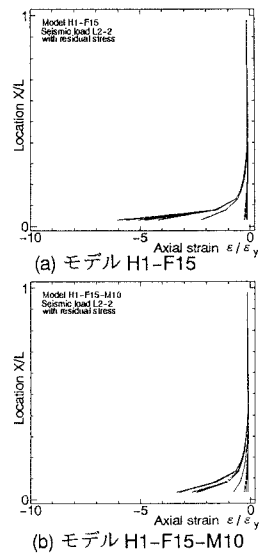 Model H1-F15
Seismic load L2-2
with residual stress
Location X/L
1
0
-10
-5
0
Axial strain ε/εy
(a) モデル H1-F15
Model H1-F15-M10
Seismic load L2-2
with residual stress
Location X/L
1
0
-10
-5
0
Axial strain ε/εy
(b) モデル H1-F15-M10